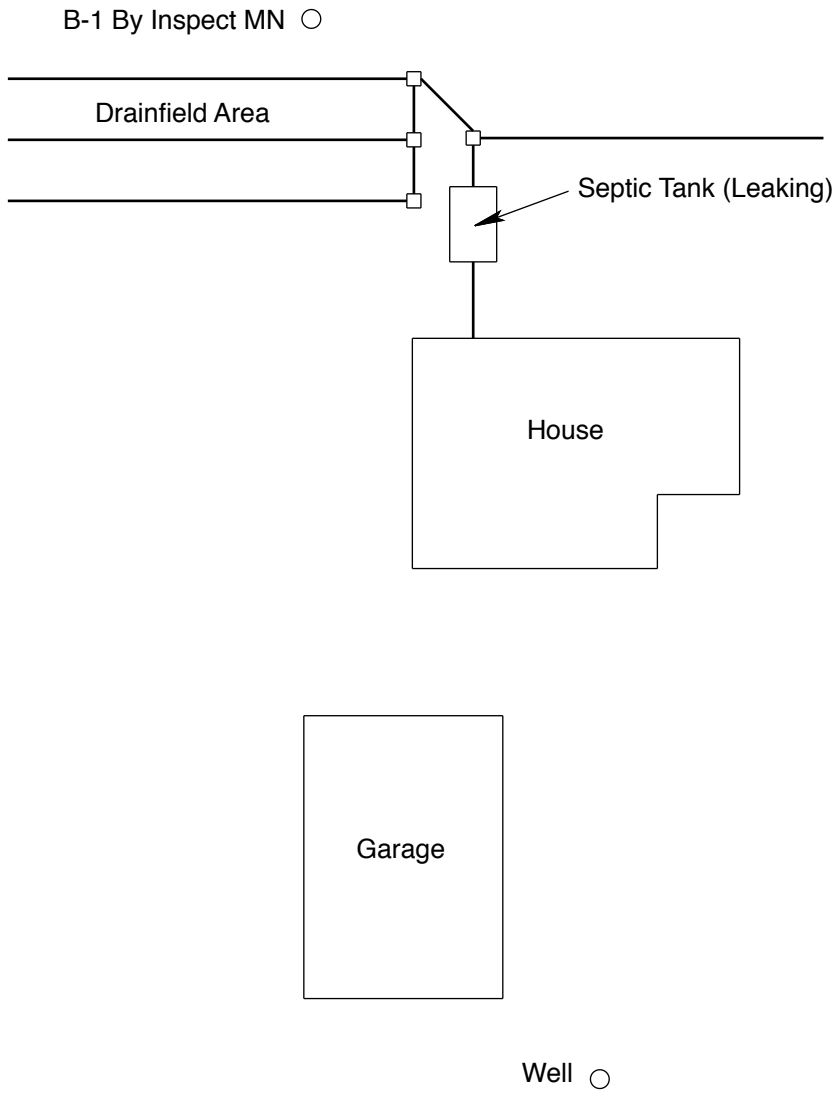 B-1 By Inspect MN
Drainfield Area
Septic Tank (Leaking)
House
Garage
Well